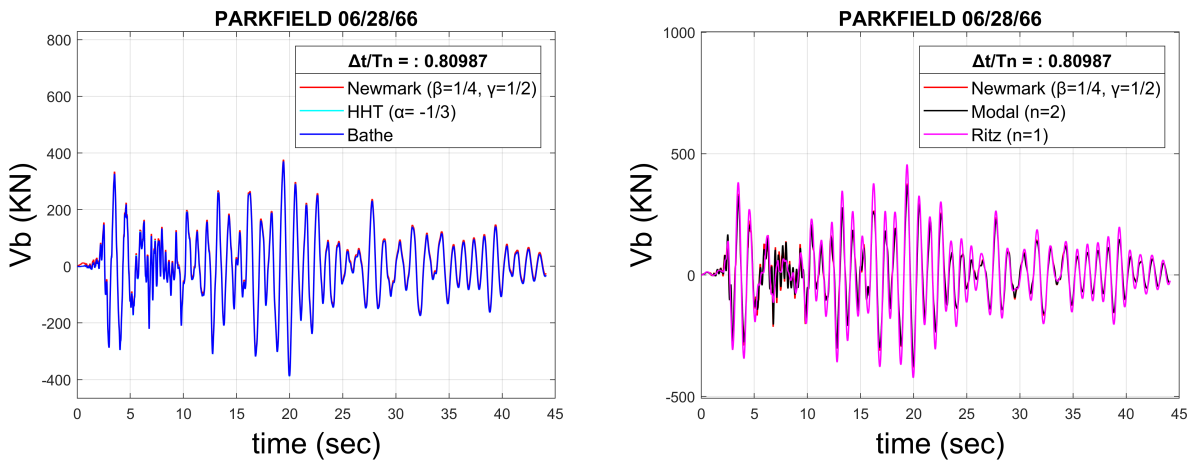 PARKFIELD 06/28/66
800
600
400
200
0
-200
-400
0 5 10 15 20 25 30 35 40 45
Vb (KN)
time (sec)
Δt/Tn = : 0.80987
Newmark (β=1/4, γ=1/2)
HHT (α= -1/3)
Bathe
PARKFIELD 06/28/66
1000
500
0
-500
0 5 10 15 20 25 30 35 40 45
Vb (KN)
time (sec)
Δt/Tn = : 0.80987
Newmark (β=1/4, γ=1/2)
Modal (n=2)
Ritz (n=1)